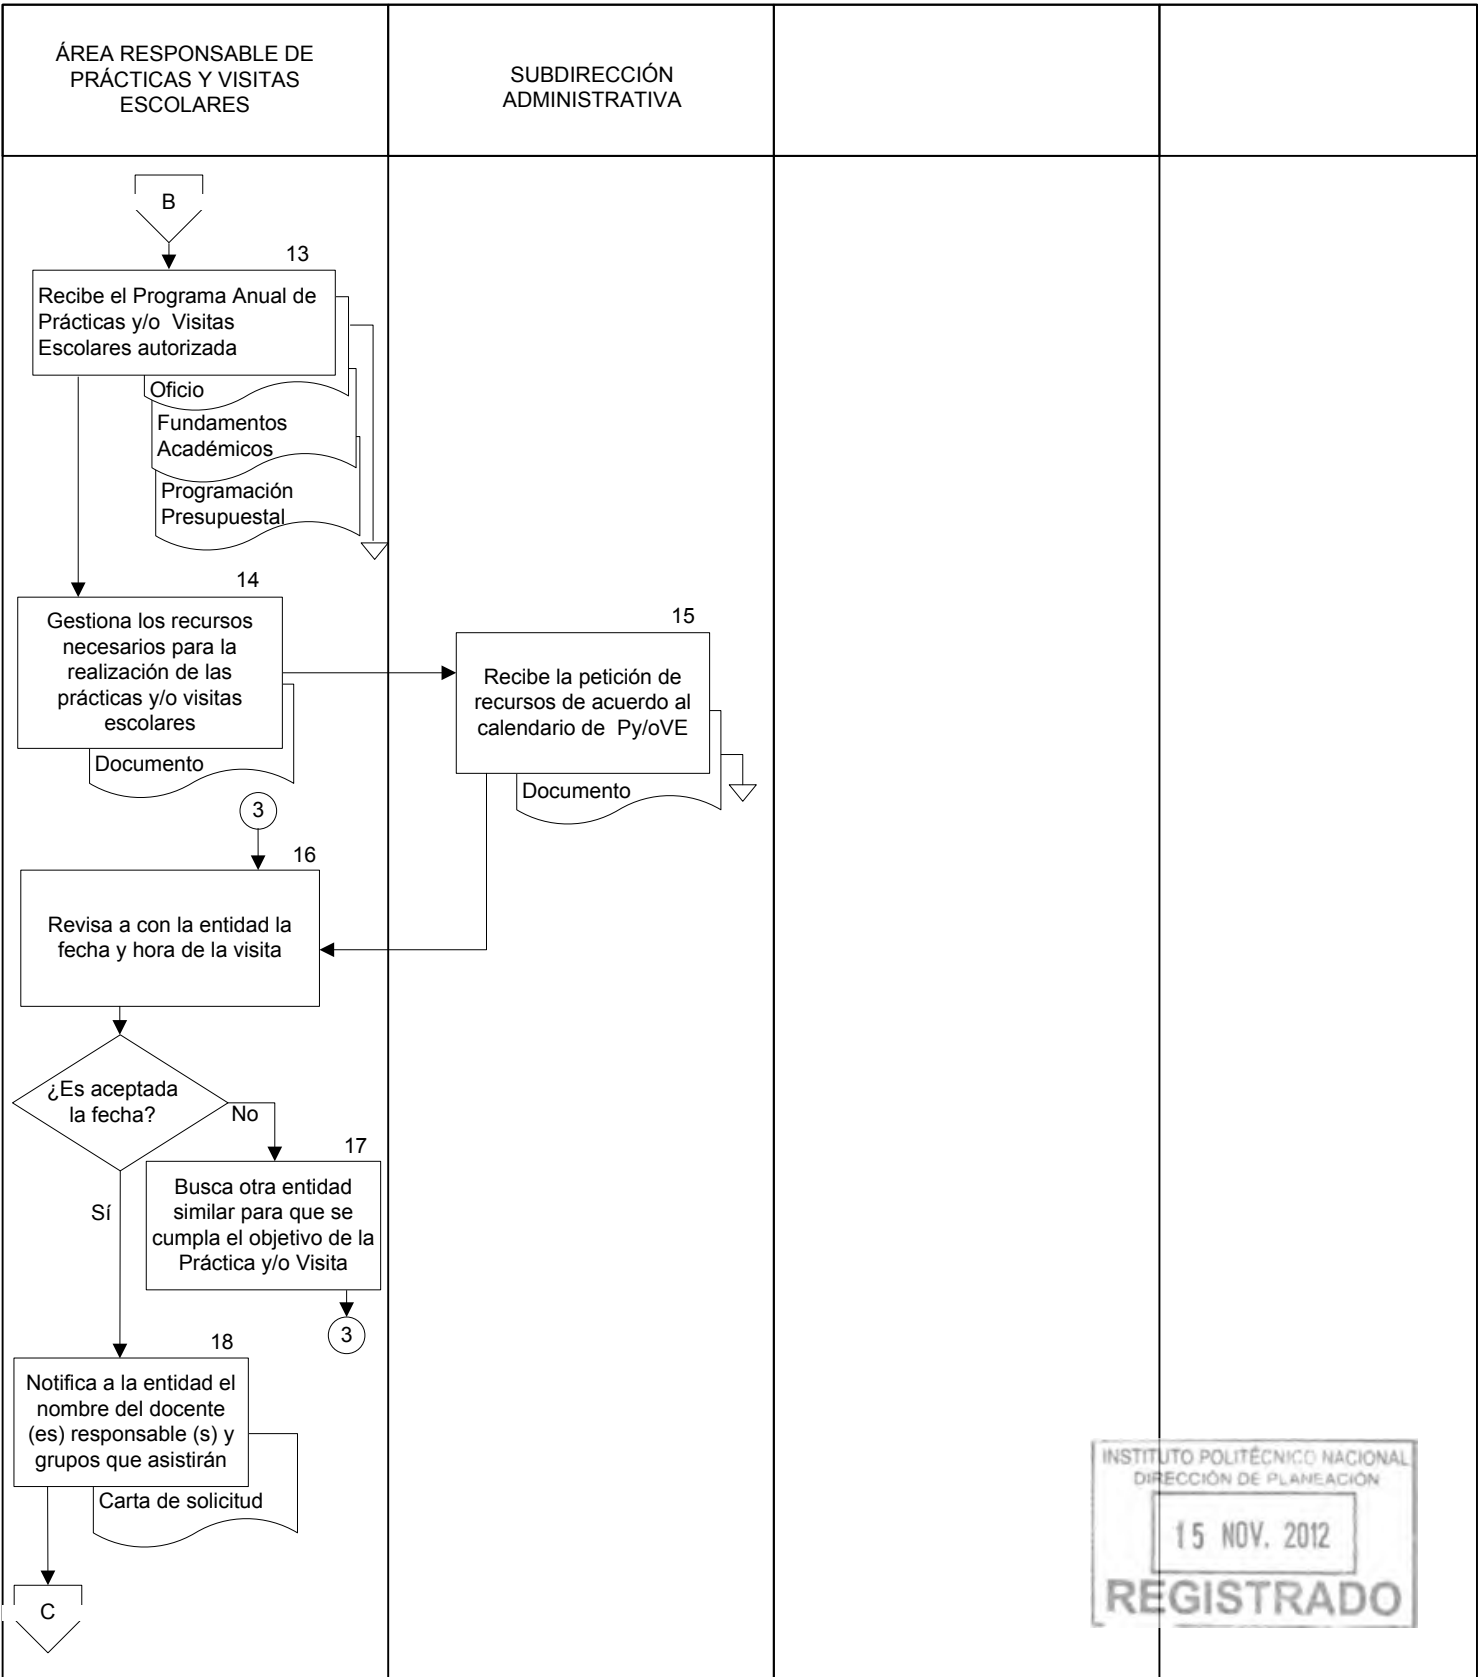 ÁREA RESPONSABLE DE
PRÁCTICAS Y VISITAS
ESCOLARES
SUBDIRECCIÓN
ADMINISTRATIVA
B
13
Recibe el Programa Anual de
Prácticas y/o Visitas
Escolares autorizada
Oficio
Fundamentos
Académicos
Programación
Presupuestal
14
Gestiona los recursos
necesarios para la
realización de las
prácticas y/o visitas
escolares
Documento
15
Recibe la petición de
recursos de acuerdo al
calendario de Py/oVE
Documento
3
16
Revisa a con la entidad la
fecha y hora de la visita
¿Es aceptada
la fecha?
No
Sí
17
Busca otra entidad
similar para que se
cumpla el objetivo de la
Práctica y/o Visita
3
18
Notifica a la entidad el
nombre del docente
(es) responsable (s) y
grupos que asistirán
Carta de solicitud
C
INSTITUTO POLITÉCNICO NACIONAL
DIRECCIÓN DE PLANEACIÓN
15 NOV. 2012
REGISTRADO